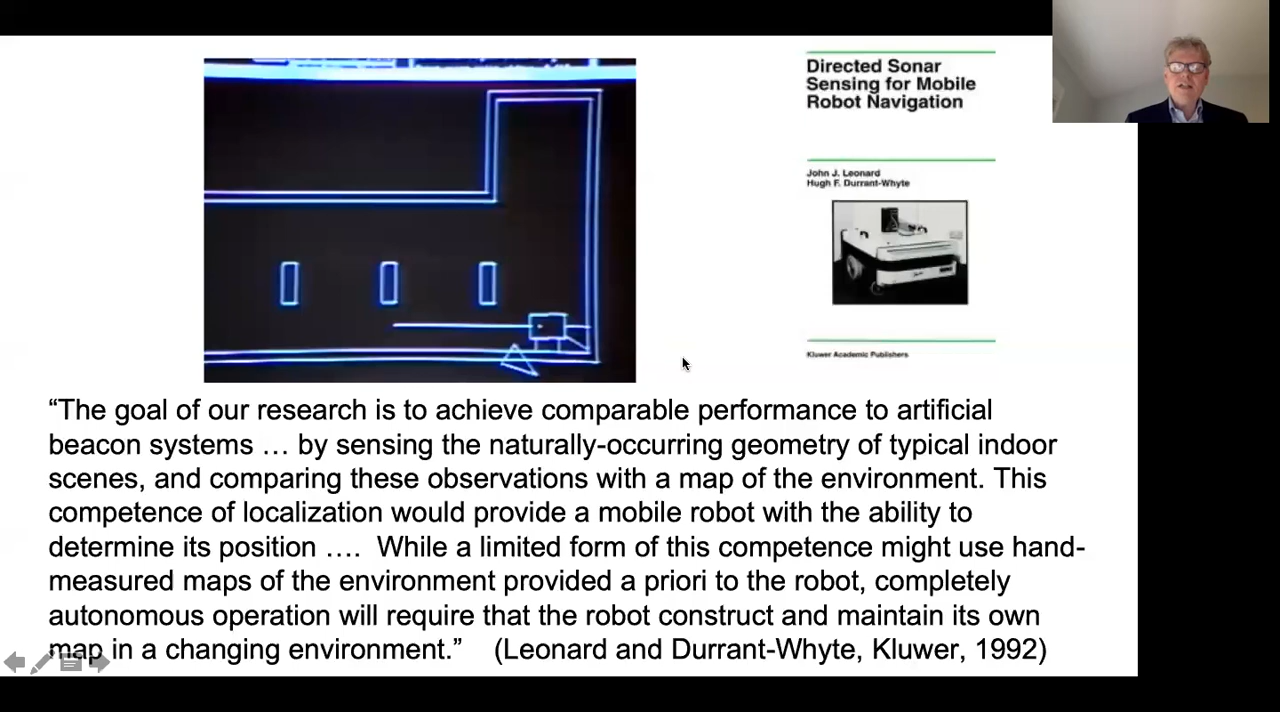 Directed Sonar
Sensing for Mobile
Robot Navigation
John J. Leonard
Hugh F. Durrant-Whyte
Kluwer Academic Publishers
“The goal of our research is to achieve comparable performance to artificial
beacon systems … by sensing the naturally-occurring geometry of typical indoor
scenes, and comparing these observations with a map of the environment. This
competence of localization would provide a mobile robot with the ability to
determine its position …. While a limited form of this competence might use hand-
measured maps of the environment provided a priori to the robot, completely
autonomous operation will require that the robot construct and maintain its own
map in a changing environment.” (Leonard and Durrant-Whyte, Kluwer, 1992)